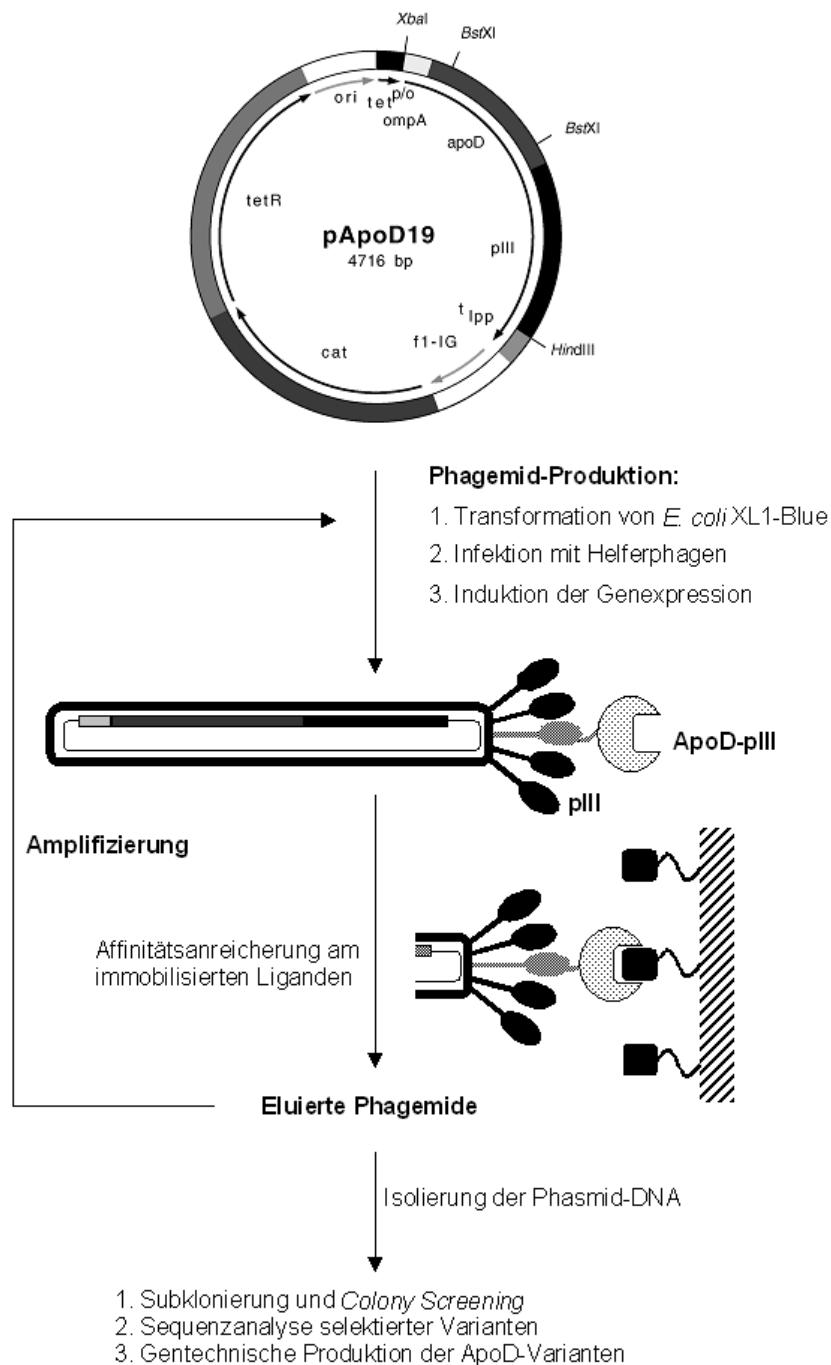 XbaI
BstXI
ori
tet p/o
ompA
apoD
BstXI
tetR
pApoD19
4716 bp
pIII
t lpp
f1-IG
HindIII
cat
Phagemid-Produktion:
1. Transformation von E. coli XL1-Blue
2. Infektion mit Helferphagen
3. Induktion der Genexpression
ApoD-pIII
pIII
Amplifizierung
Affinitätsanreicherung am
immobilisierten Liganden
Eluierte Phagemide
Isolierung der Phasmid-DNA
1. Subklonierung und Colony Screening
2. Sequenzanalyse selektierter Varianten
3. Gentechnische Produktion der ApoD-Varianten